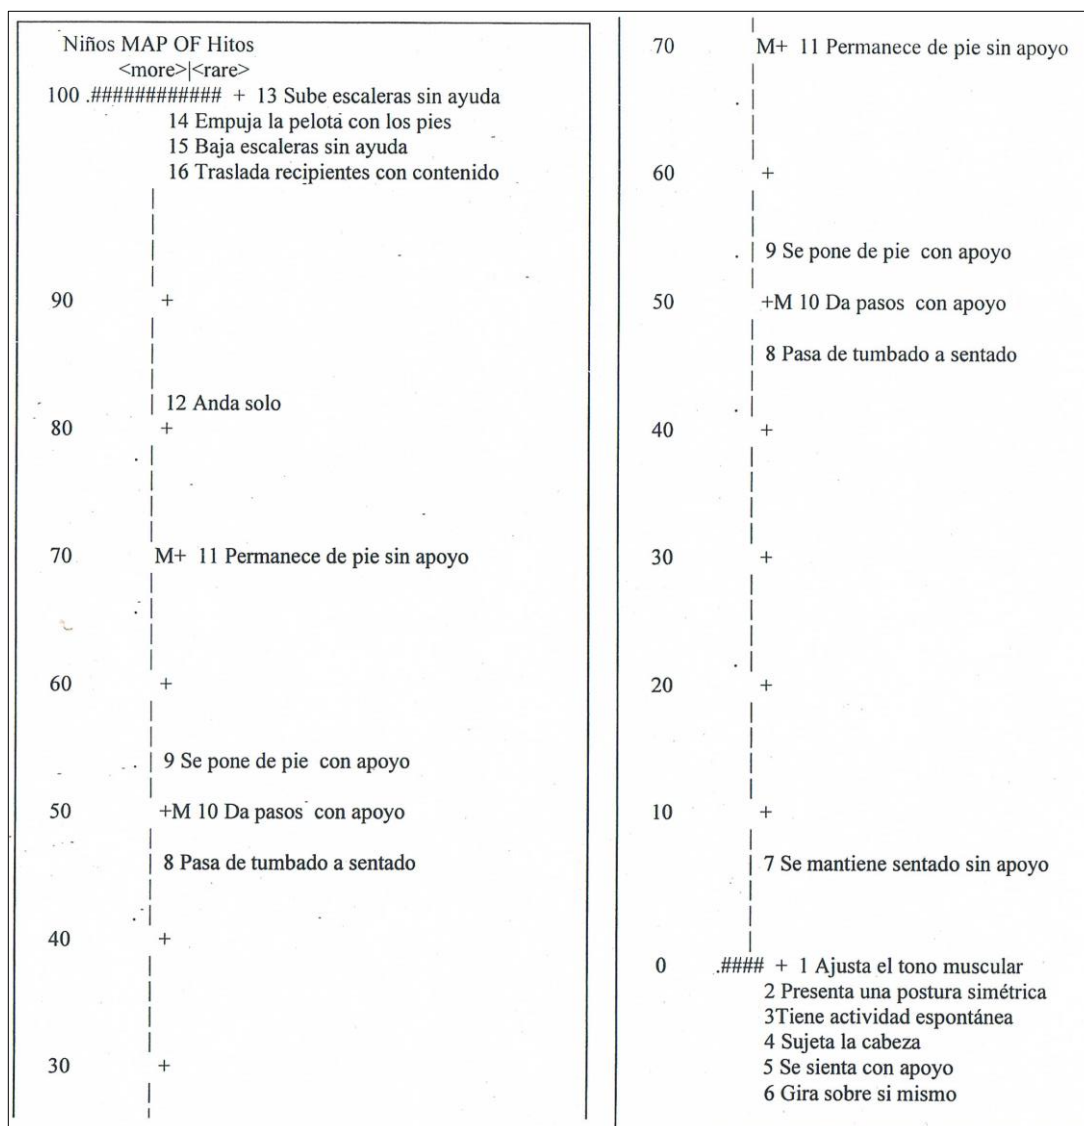 Niños MAP OF Hitos
<more>|<rare>
100 .############ + 13 Sube escaleras sin ayuda
14 Empuja la pelota con los pies
15 Baja escaleras sin ayuda
16 Traslada recipientes con contenido
|
|
|
|
90 +
|
|
|
| 12 Anda solo
80 +
. |
|
|
|
70 M+ 11 Permanece de pie sin apoyo
|
. |
|
|
60 +
|
|
. | 9 Se pone de pie con apoyo
|
50 +M 10 Da pasos con apoyo
|
| 8 Pasa de tumbado a sentado
|
. |
40 +
|
|
|
|
30 +
|
|
|
70 M+ 11 Permanece de pie sin apoyo
|
. |
|
|
60 +
|
|
. | 9 Se pone de pie con apoyo
|
50 +M 10 Da pasos con apoyo
|
| 8 Pasa de tumbado a sentado
|
. |
40 +
|
|
|
|
30 +
|
|
|
. |
20 +
|
|
|
|
10 +
|
| 7 Se mantiene sentado sin apoyo
|
|
0 .#### + 1 Ajusta el tono muscular
2 Presenta una postura simétrica
3Tiene actividad espontánea
4 Sujeta la cabeza
5 Se sienta con apoyo
6 Gira sobre si mismo